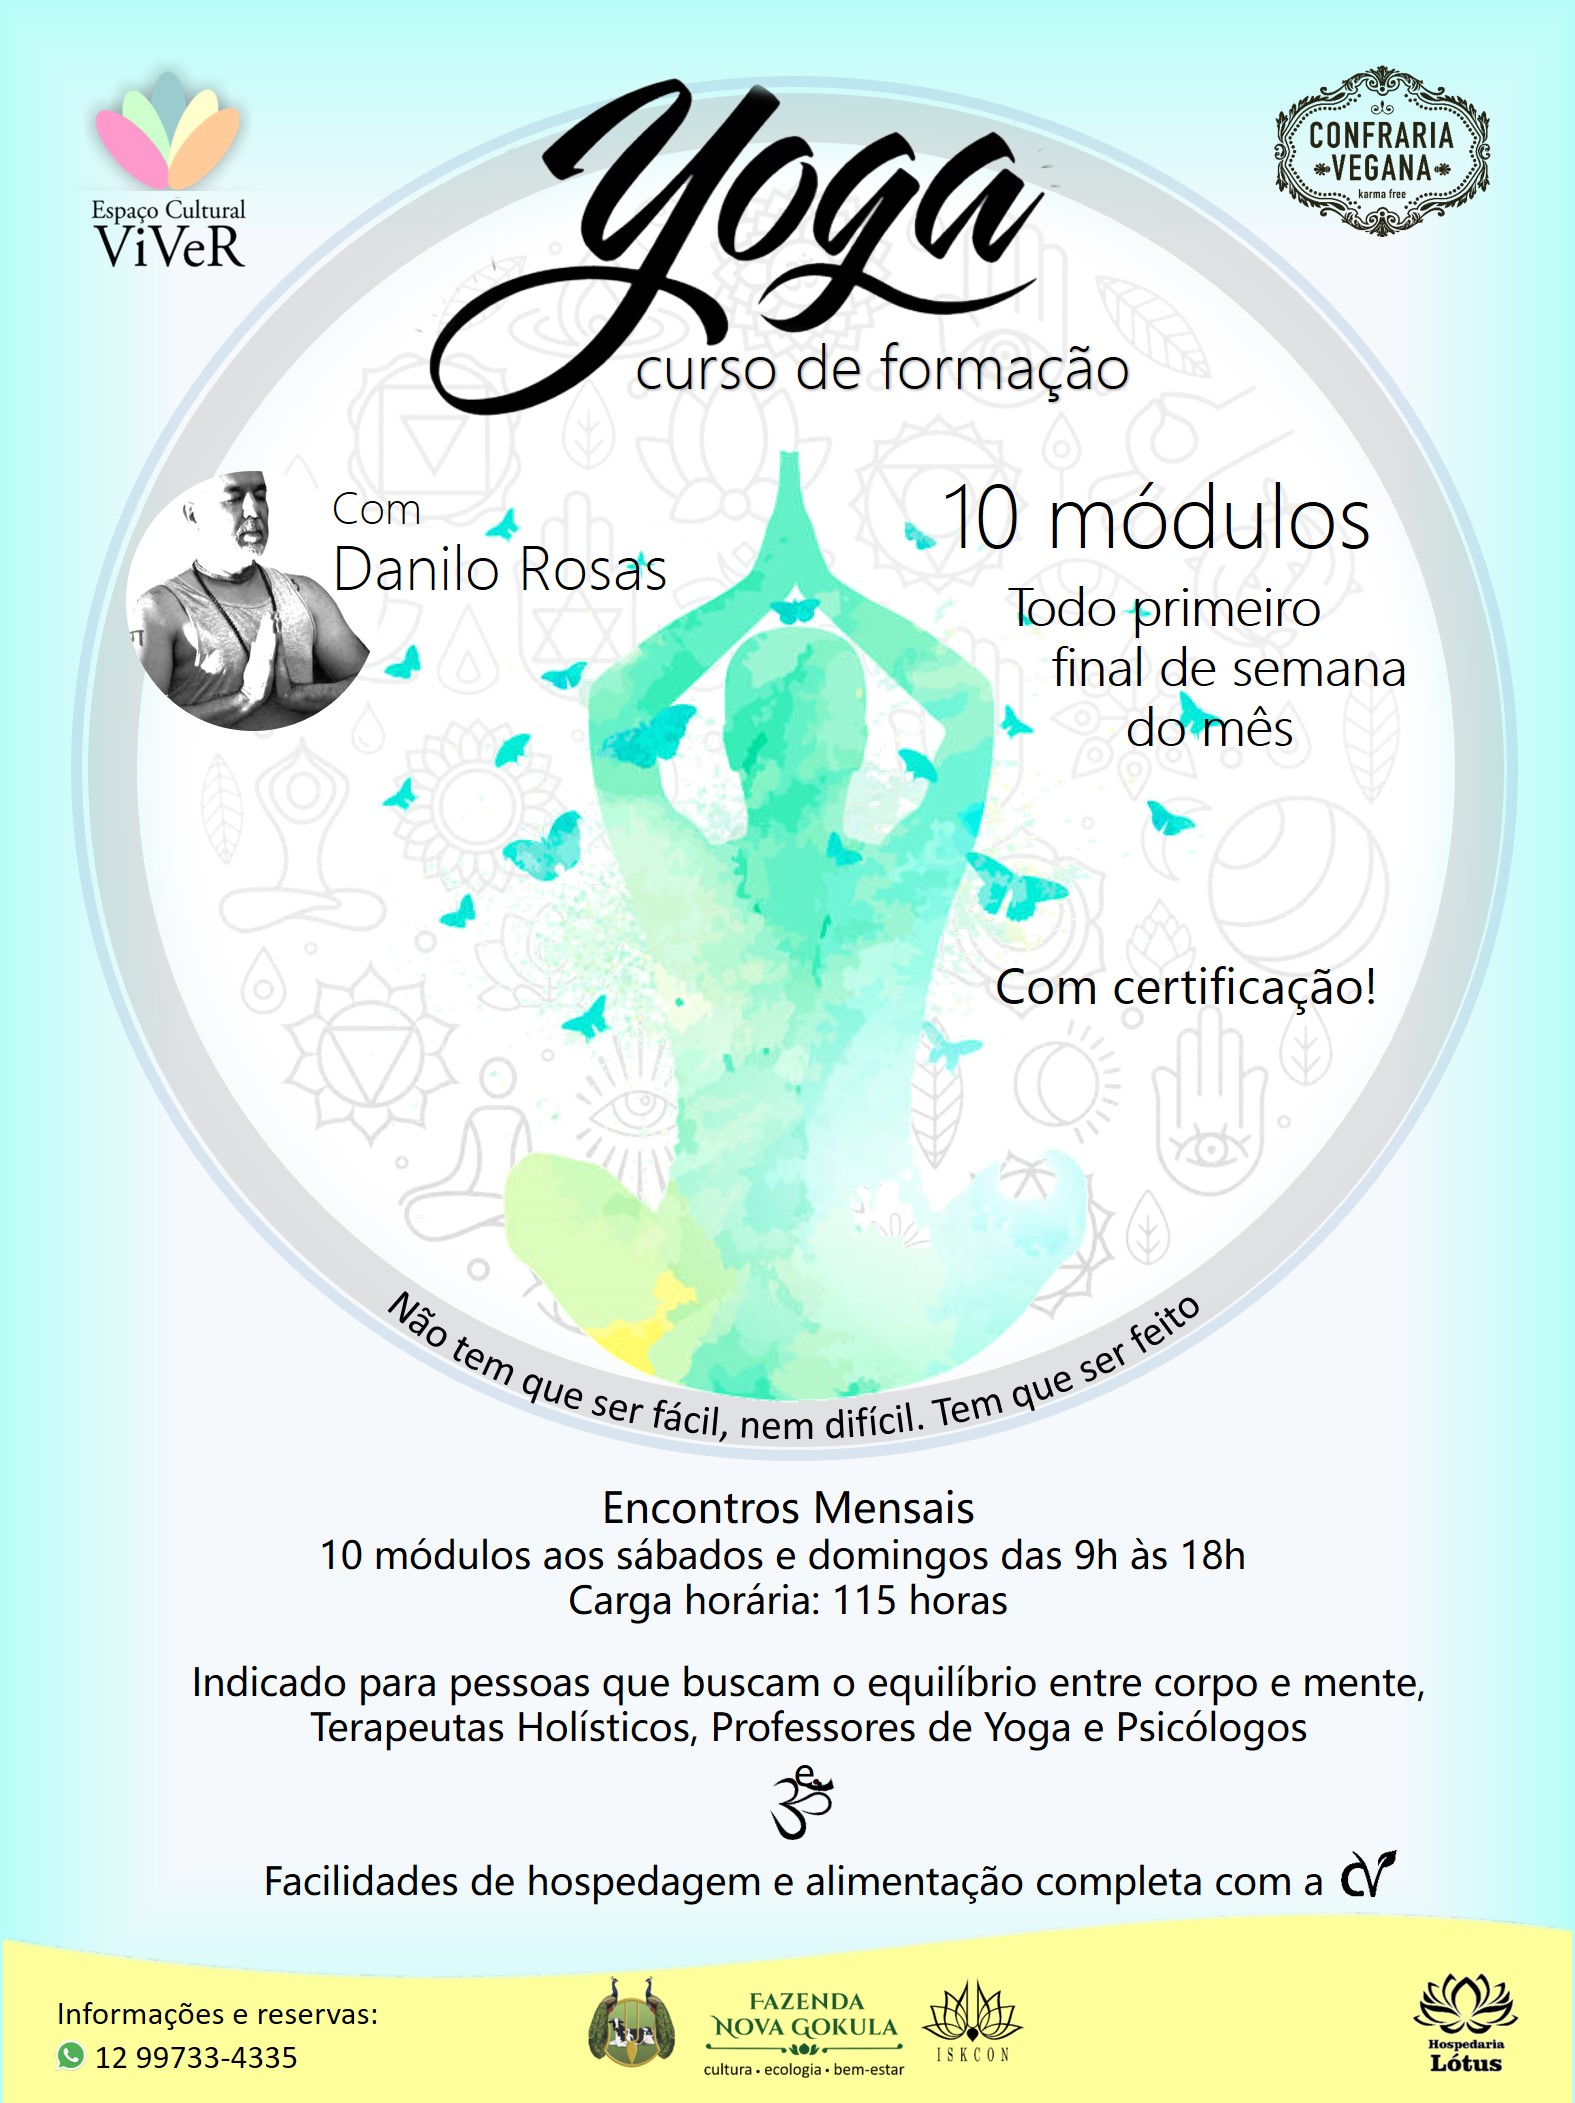 Espaço Cultural
ViVeR
Yoga
curso de formação
CONFRARIA
VEGANA
karma free
Com
Danilo Rosas
10 módulos
Todo primeiro
final de semana
do mês
Com certificação!
Não tem que ser fácil, nem difícil. Tem que ser feito
Encontros Mensais
10 módulos aos sábados e domingos das 9h às 18h
Carga horária: 115 horas
Indicado para pessoas que buscam o equilíbrio entre corpo e mente,
Terapeutas Holísticos, Professores de Yoga e Psicólogos
e
ॐ
Facilidades de hospedagem e alimentação completa com a CV
Informações e reservas:
12 99733-4335
FAZENDA
NOVA GOKULA
cultura • ecologia • bem-estar
ISKCON
Hospedaria
Lótus